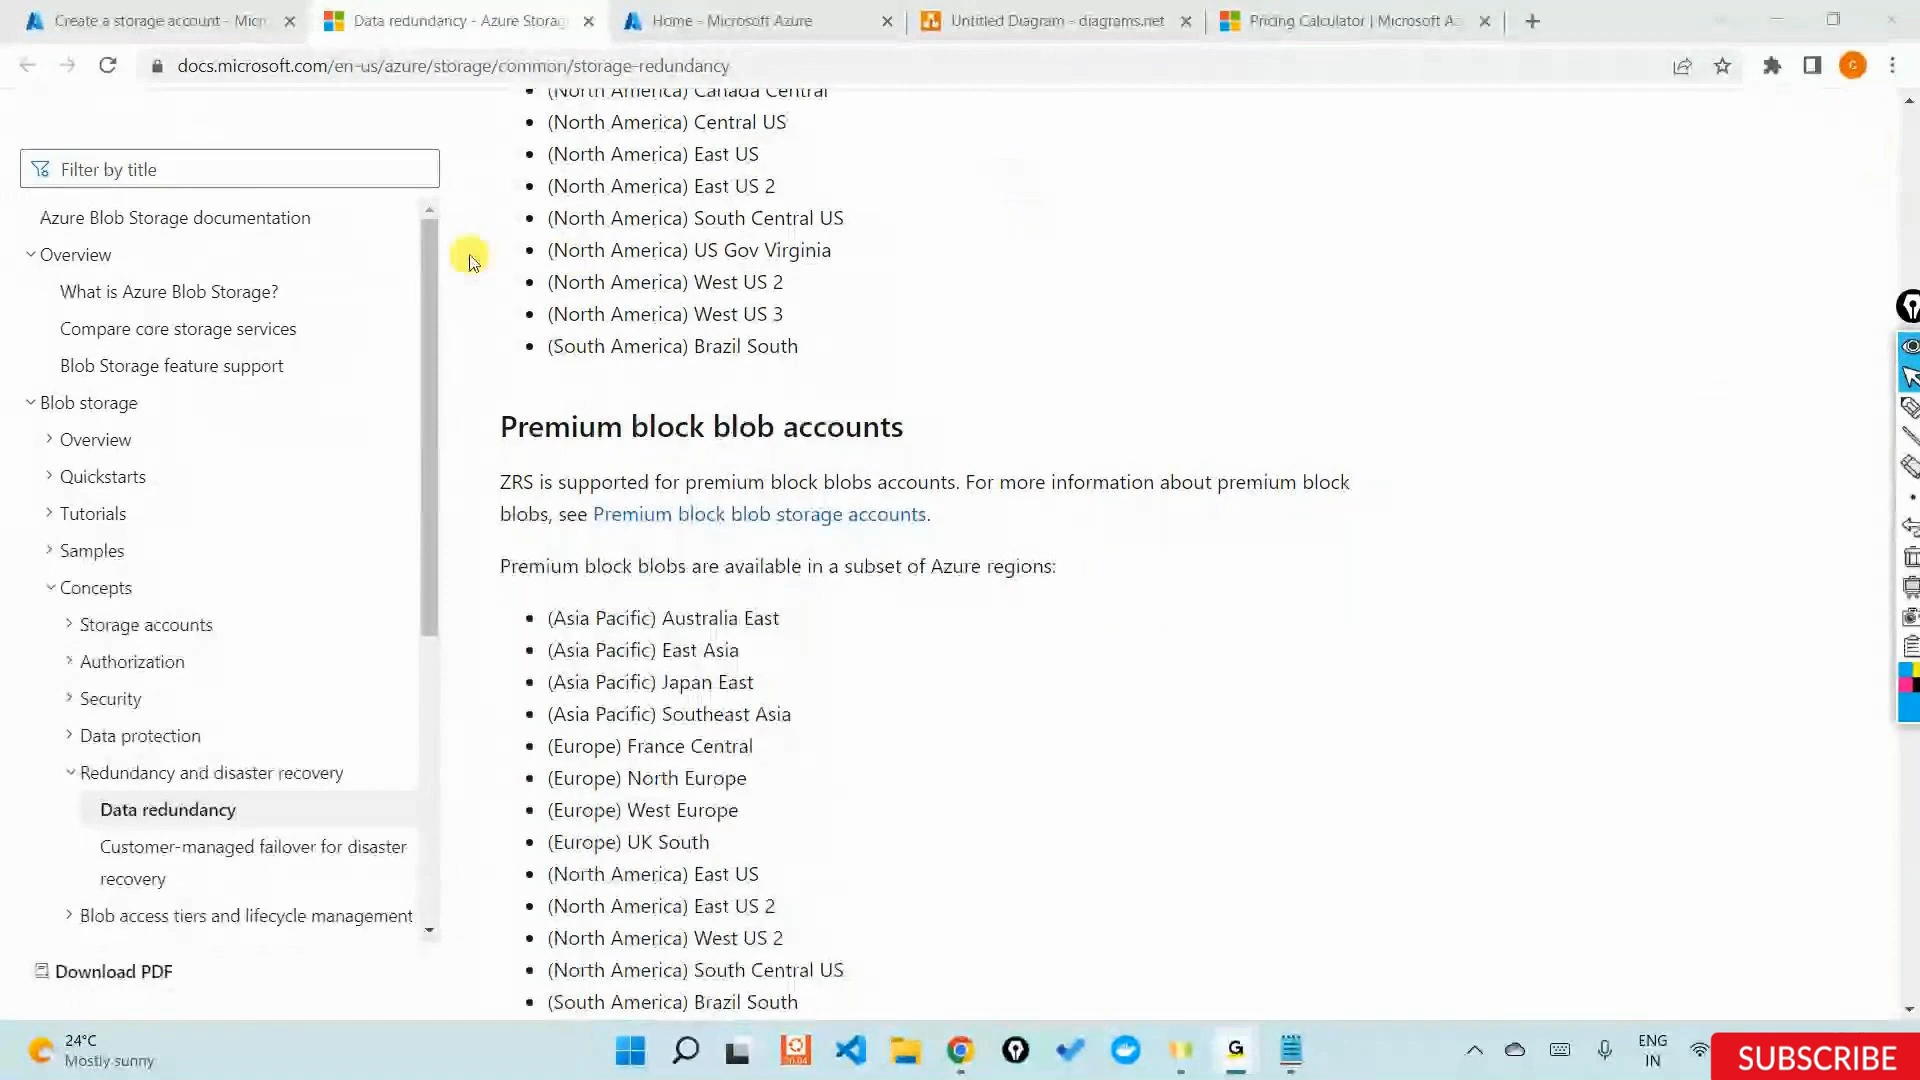 Create a storage account - Micr
Data redundancy - Azure Storag
Home - Microsoft Azure
Untitled Diagram - diagrams.net
Pricing Calculator | Microsoft A
docs.microsoft.com/en-us/azure/storage/common/storage-redundancy
C
Filter by title
Azure Blob Storage documentation
Overview
What is Azure Blob Storage?
Compare core storage services
Blob Storage feature support
Blob storage
Overview
Quickstarts
Tutorials
Samples
Concepts
Storage accounts
Authorization
Security
Data protection
Redundancy and disaster recovery
Data redundancy
Customer-managed failover for disaster
recovery
Blob access tiers and lifecycle management
Download PDF
(North America) Canada Central
(North America) Central US
(North America) East US
(North America) East US 2
(North America) South Central US
(North America) US Gov Virginia
(North America) West US 2
(North America) West US 3
(South America) Brazil South
Premium block blob accounts
ZRS is supported for premium block blobs accounts. For more information about premium block
blobs, see Premium block blob storage accounts.
Premium block blobs are available in a subset of Azure regions:
(Asia Pacific) Australia East
(Asia Pacific) East Asia
(Asia Pacific) Japan East
(Asia Pacific) Southeast Asia
(Europe) France Central
(Europe) North Europe
(Europe) West Europe
(Europe) UK South
(North America) East US
(North America) East US 2
(North America) West US 2
(North America) South Central US
(South America) Brazil South
24°C
Mostly sunny
20.04
G
ENG
IN
SUBSCRIBE